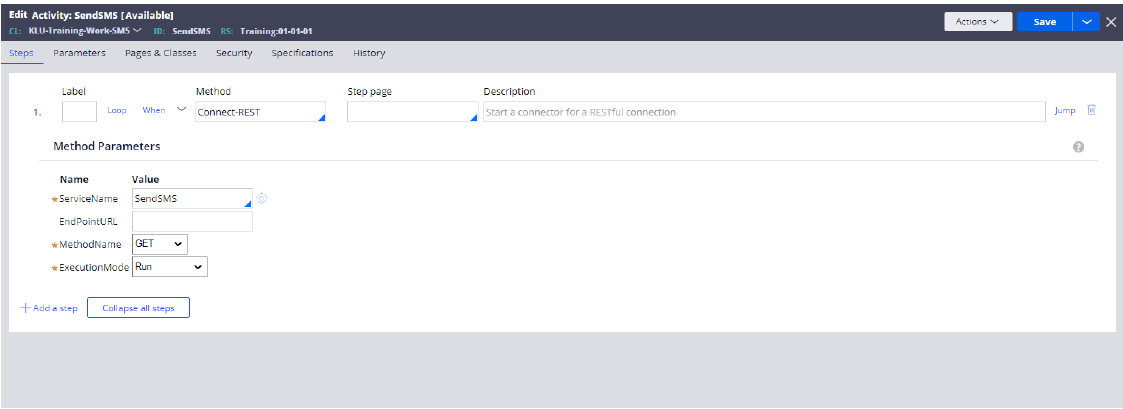 Edit Activity: SendSMS [Available]
CL: KLU-Training-Work-SMS ID: SendSMS RS: Training:01-01-01
Actions Save
Steps Parameters Pages & Classes Security Specifications History
Label Method Step page Description
1. Loop When Connect-REST Start a connector for a RESTful connection Jump
Method Parameters ?
Name Value
*ServiceName SendSMS
EndPointURL
*MethodName GET
*ExecutionMode Run
+Add a step Collapse all steps